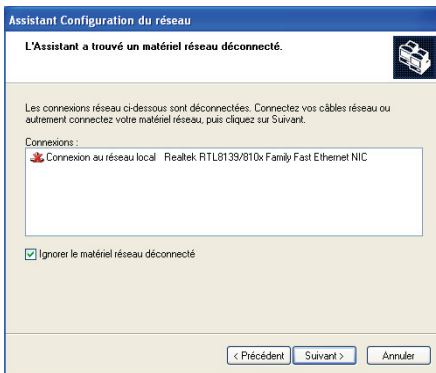 Assistant Configuration du réseau
L'Assistant a trouvé un matériel réseau déconnecté.
Les connexions réseau ci-dessous sont déconnectées. Connectez vos câbles réseau ou
autrement connectez votre matériel réseau, puis cliquez sur Suivant.
Connexions :
Connexion au réseau local Realtek RTL8139/810x Family Fast Ethernet NIC
Ignorer le matériel réseau déconnecté
< Précédent Suivant > Annuler